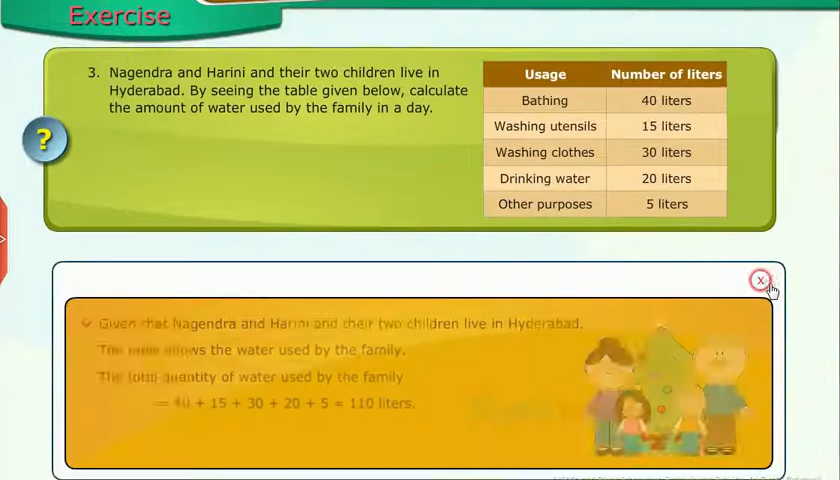 Exercise
3. Nagendra and Harini and their two children live in
Hyderabad. By seeing the table given below, calculate
the amount of water used by the family in a day.
Usage Number of liters
Bathing 40 liters
Washing utensils 15 liters
Washing clothes 30 liters
Drinking water 20 liters
Other purposes 5 liters
?
X
Given that Nagendra and Harini and their two children live in Hyderabad.
The table shows the water used by the family.
The total quantity of water used by the family
= 40 + 15 + 30 + 20 + 5 = 110 liters.